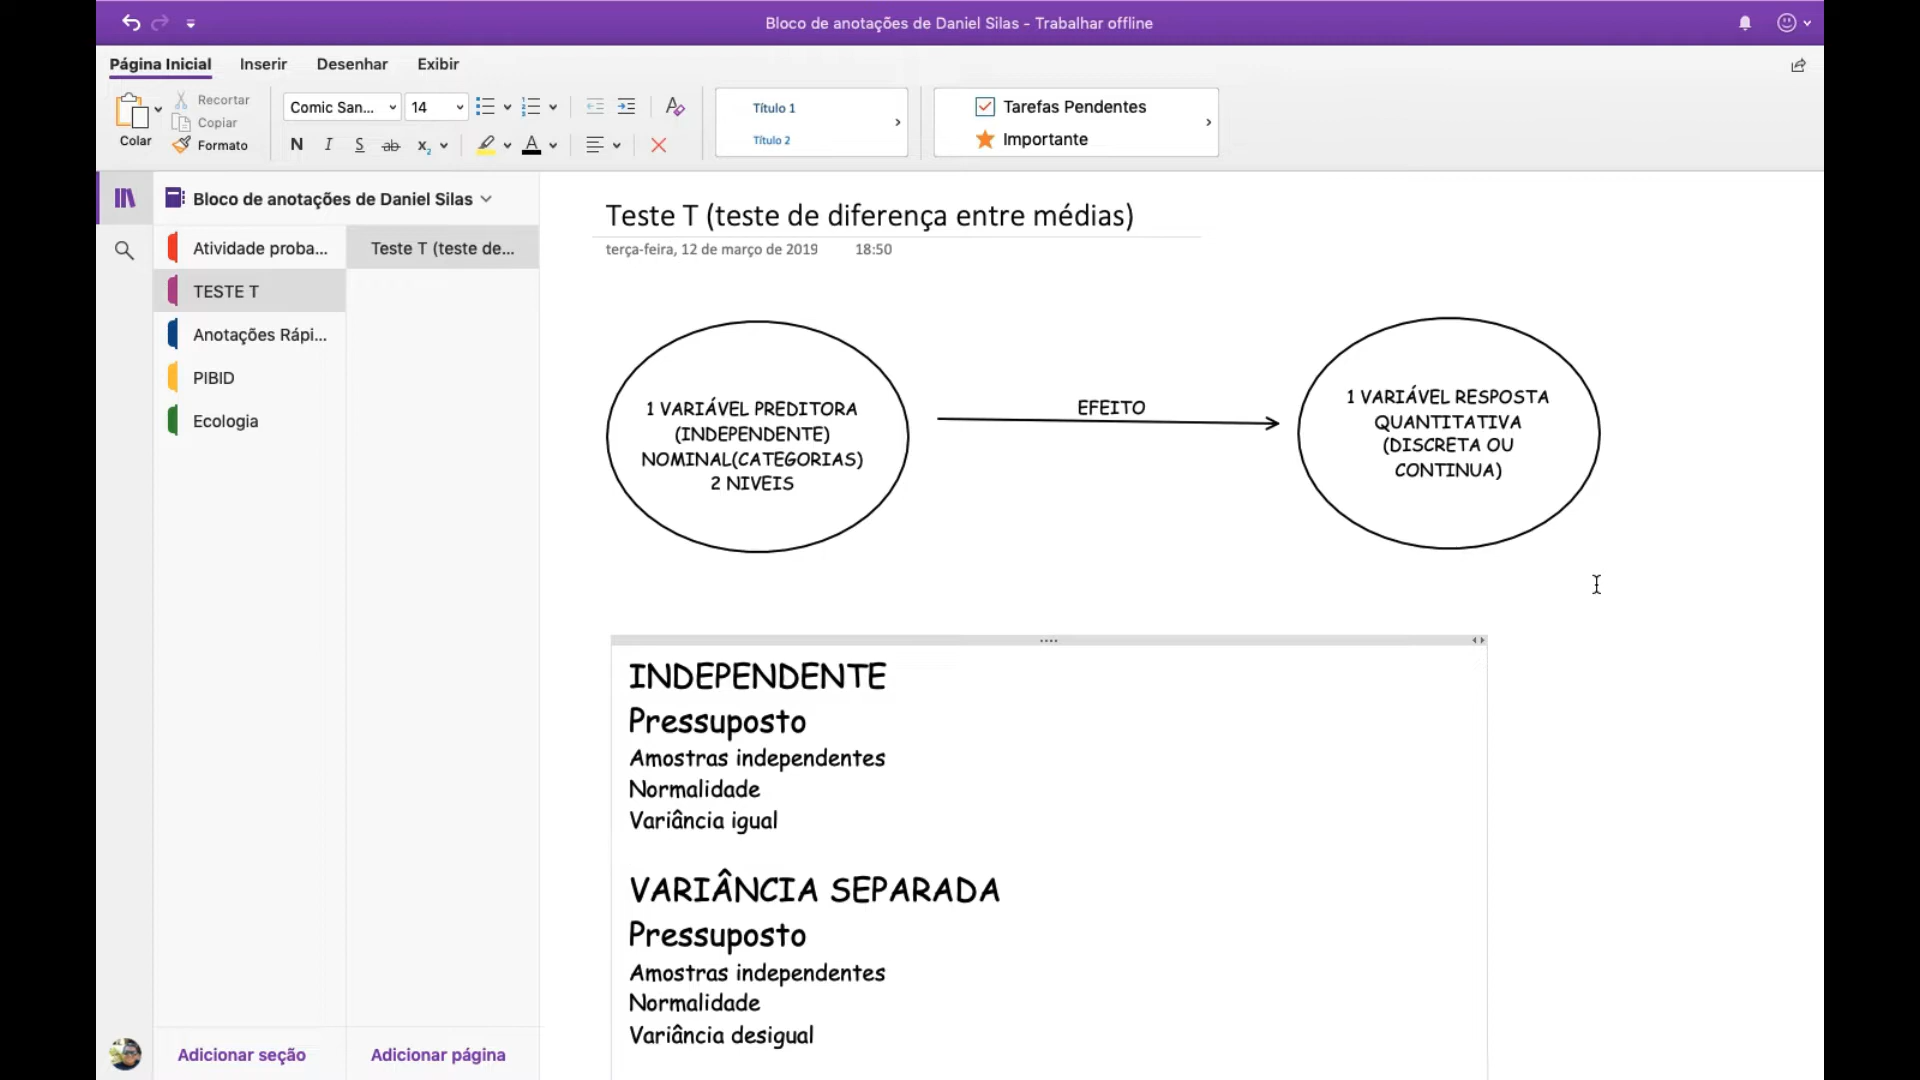 Bloco de anotações de Daniel Silas - Trabalhar offline
Página Inicial
Inserir
Desenhar
Exibir
Colar
Recortar
Copiar
Formato
Comic San...
14
N
I
S
ab
x₂
A
Título 1
Título 2
Tarefas Pendentes
Importante
Bloco de anotações de Daniel Silas
Atividade proba...
TESTE T
Anotações Rápi...
PIBID
Ecologia
Teste T (teste de...
Adicionar seção
Adicionar página
Teste T (teste de diferença entre médias)
terça-feira, 12 de março de 2019 18:50
1 VARIÁVEL PREDITORA
(INDEPENDENTE)
NOMINAL(CATEGORIAS)
2 NIVEIS
EFEITO
1 VARIÁVEL RESPOSTA
QUANTITATIVA
(DISCRETA OU
CONTINUA)
INDEPENDENTE
Pressuposto
Amostras independentes
Normalidade
Variância igual
VARIÂNCIA SEPARADA
Pressuposto
Amostras independentes
Normalidade
Variância desigual